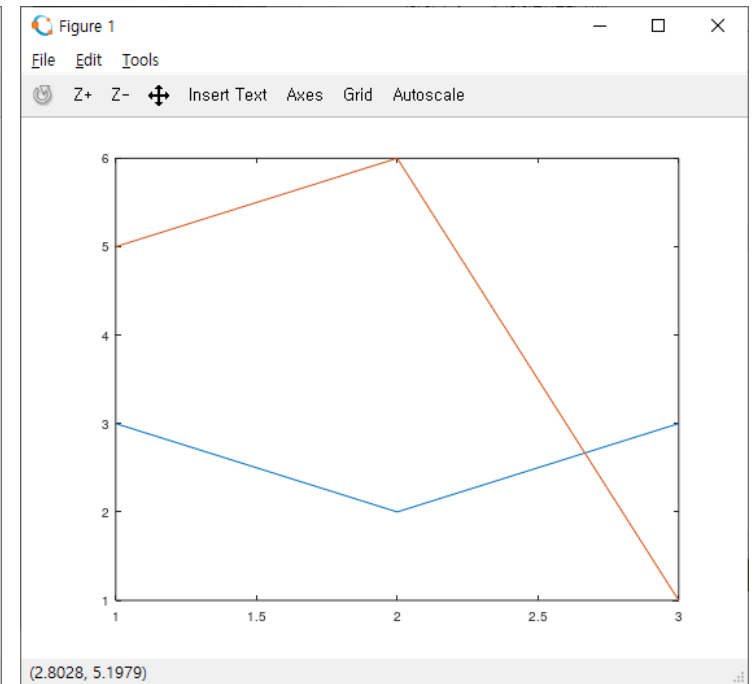 Figure 1
File Edit Tools
Z+ Z- Insert Text Axes Grid Autoscale
6
5
4
3
2
1
1 1.5 2 2.5 3
(2.8028, 5.1979)